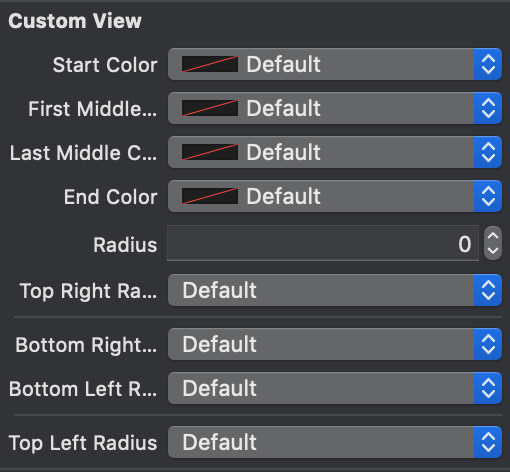 Custom View
Start Color Default
First Middle... Default
Last Middle C... Default
End Color Default
Radius 0
Top Right Ra... Default
Bottom Right... Default
Bottom Left R... Default
Top Left Radius Default